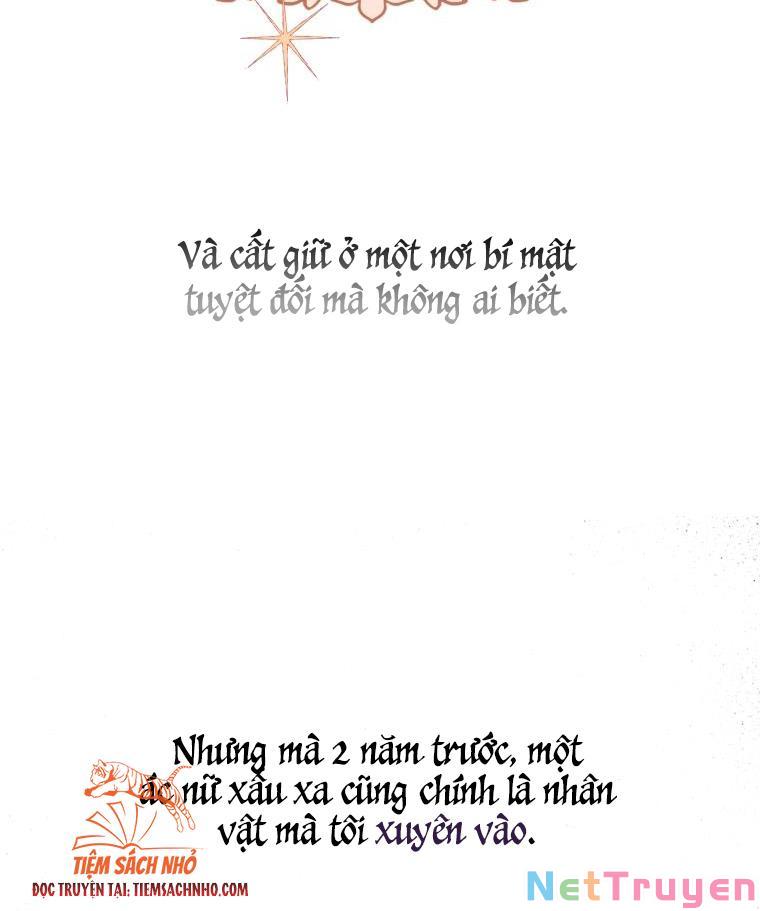 Và cất giữ ở một nơi bí mật
tuyệt đối mà không ai biết.
Nhưng mà 2 năm trước, một
ác nữ xấu xa cũng chính là nhân
vật mà tôi xuyên vào.
TIỆM SÁCH NHỎ
ĐỌC TRUYỆN TẠI: TIEMSACHNHO.COM
NetTruyen